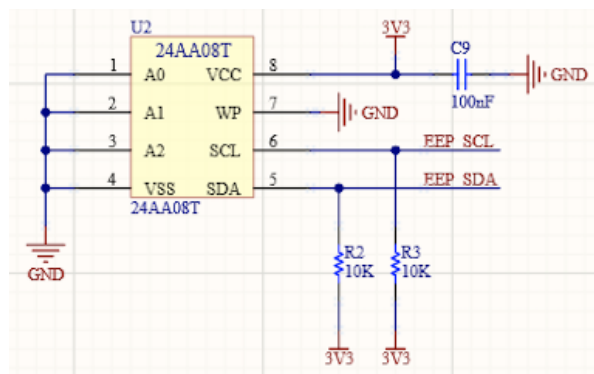 U2
24AA08T
1 A0 VCC 8
2 A1 WP 7
3 A2 SCL 6
4 VSS SDA 5
24AA08T
3V3
C9
100nF
GND
GND
EEP_SCL
EEP_SDA
GND
R2
10K
R3
10K
3V3
3V3